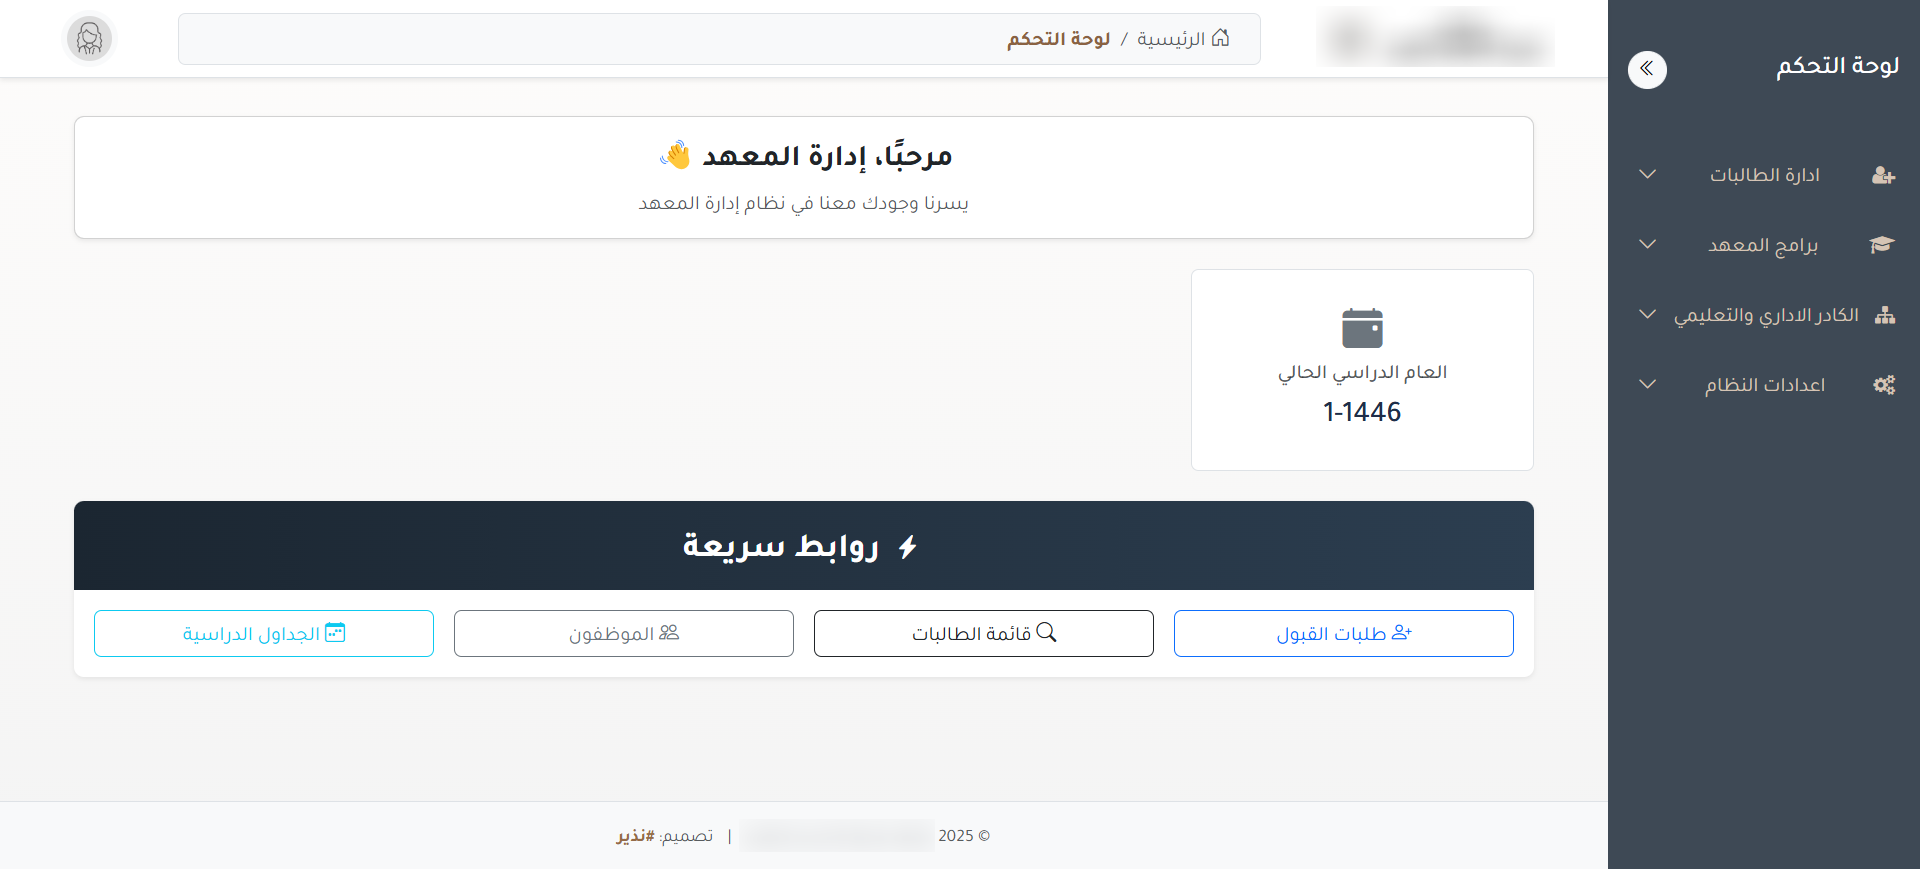 لوحة التحكم
ادارة الطالبات
برامج المعهد
الكادر الاداري والتعليمي
اعدادات النظام
الرئيسية / لوحة التحكم
مرحبًا، إدارة المعهد 👋
يسرنا وجودك معنا في نظام إدارة المعهد
العام الدراسي الحالي
1-1446
روابط سريعة
طلبات القبول
قائمة الطالبات
الموظفون
الجداول الدراسية
© 2025 | تصميم: #نذير